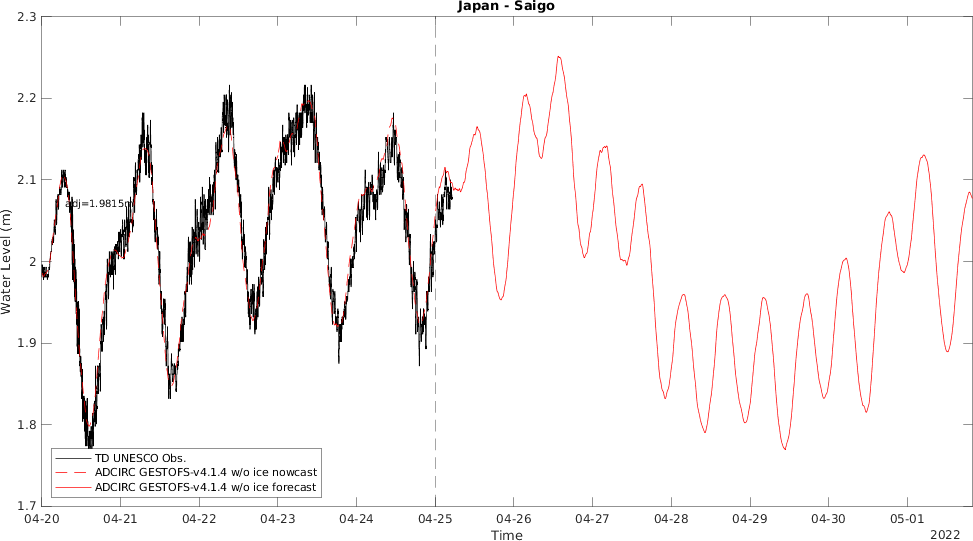 Japan - Saigo
2.3
2.2
2.1
2
1.9
1.8
1.7
Water Level (m)
adj=1.9815m
TD UNESCO Obs.
ADCIRC GESTOFS-v4.1.4 w/o ice nowcast
ADCIRC GESTOFS-v4.1.4 w/o ice forecast
04-20 04-21 04-22 04-23 04-24 04-25 04-26 04-27 04-28 04-29 04-30 05-01
Time
2022